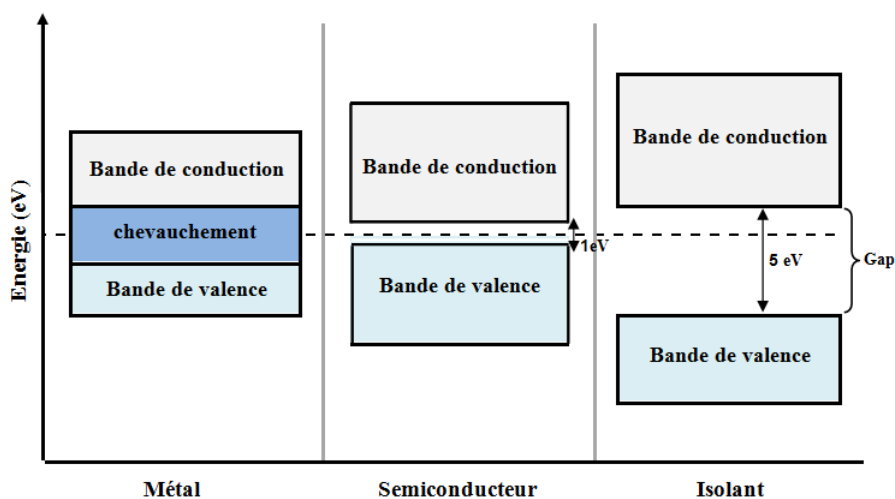 Energie (eV)
Bande de conduction
chevauchement
Bande de valence
Métal
Bande de conduction
1eV
Bande de valence
Semiconducteur
Bande de conduction
5 eV
Gap
Bande de valence
Isolant